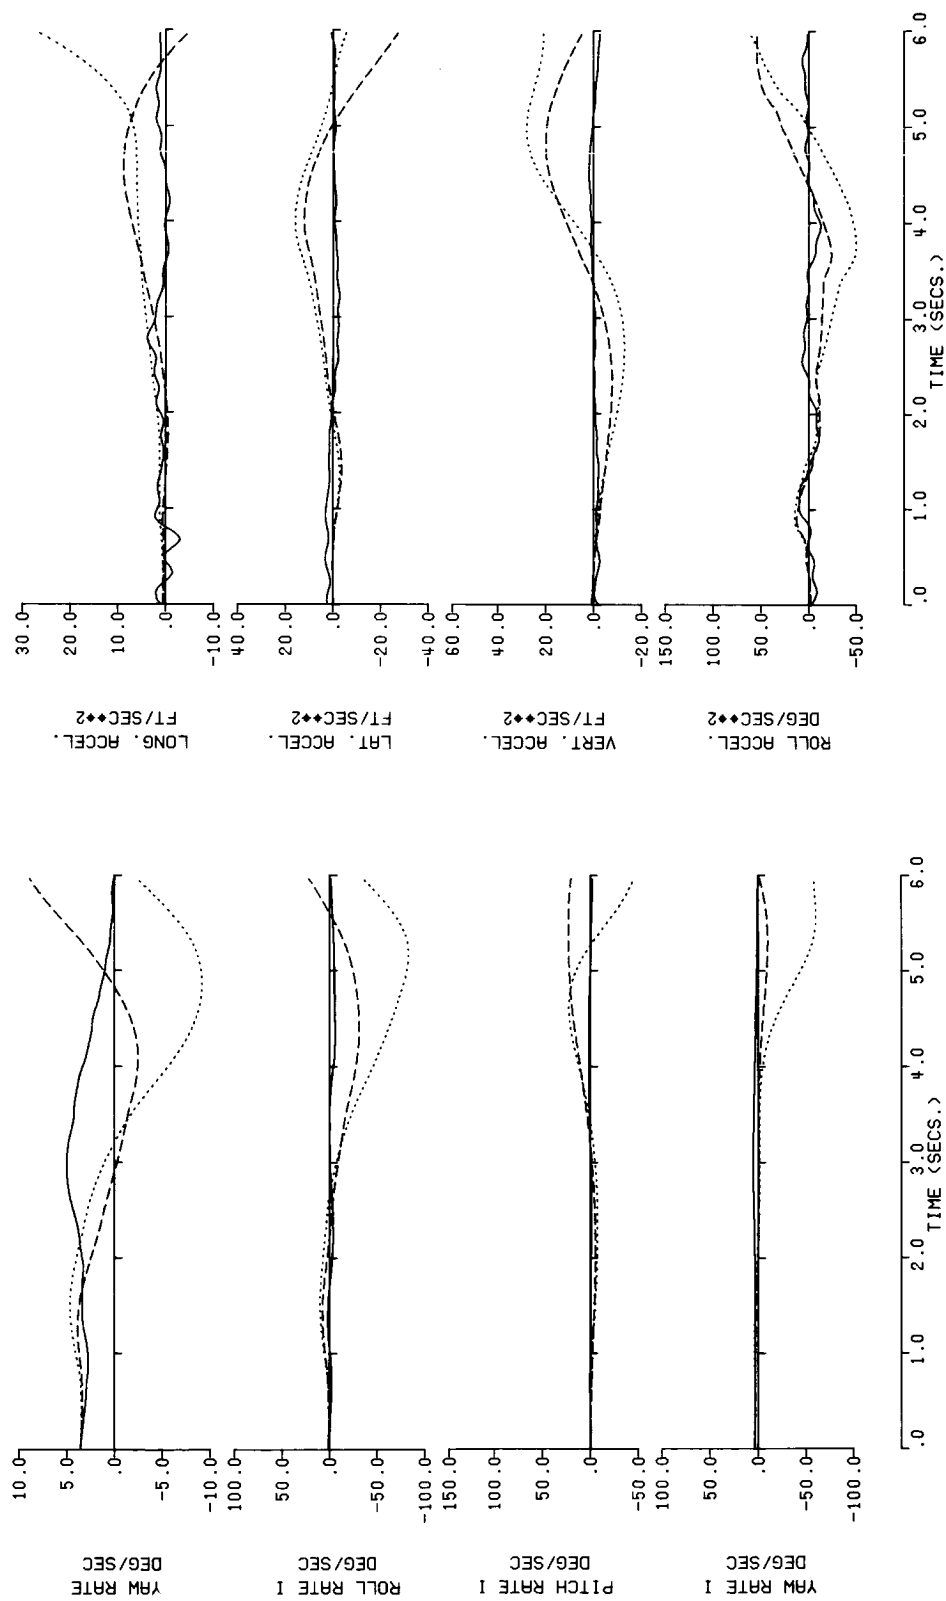 YAW RATE
DEG/SEC
10.0
5.0
.0
-5.0
-10.0
ROLL RATE I
DEG/SEC
100.0
50.0
.0
-50.0
-100.0
PITCH RATE I
DEG/SEC
150.0
100.0
50.0
.0
-50.0
YAW RATE I
DEG/SEC
100.0
50.0
.0
-50.0
-100.0
.0 1.0 2.0 3.0 4.0 5.0 6.0
TIME (SECS.)
LONG. ACCEL.
FT/SEC♦♦2
30.0
20.0
10.0
.0
-10.0
LAT. ACCEL.
FT/SEC♦♦2
40.0
20.0
.0
-20.0
-40.0
VERT. ACCEL.
FT/SEC♦♦2
60.0
40.0
20.0
.0
-20.0
ROLL ACCEL.
DEG/SEC♦♦2
150.0
100.0
50.0
.0
-50.0
.0 1.0 2.0 3.0 4.0 5.0 6.0
TIME (SECS.)